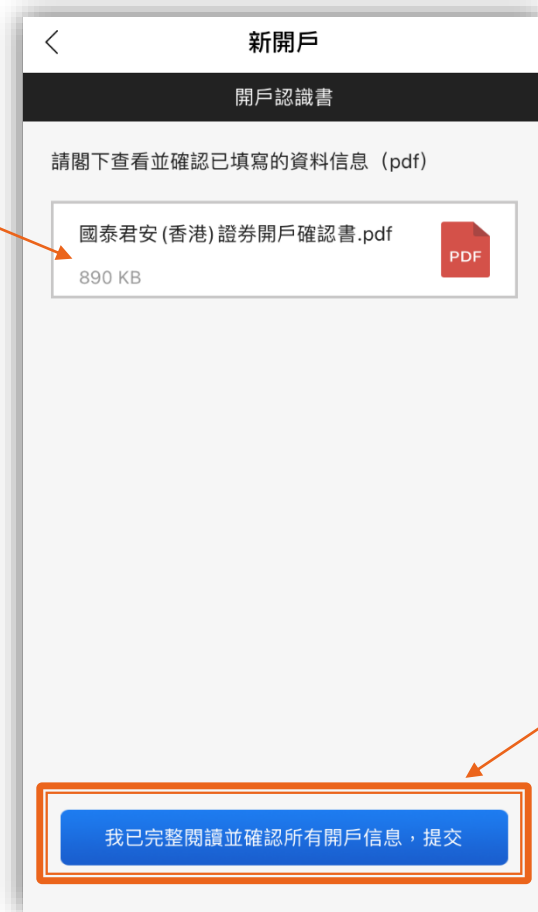 新開戶
開戶認識書
請閣下查看並確認已填寫的資料信息（pdf）
國泰君安(香港)證券開戶確認書.pdf
PDF
890 KB
我已完整閱讀並確認所有開戶信息，提交